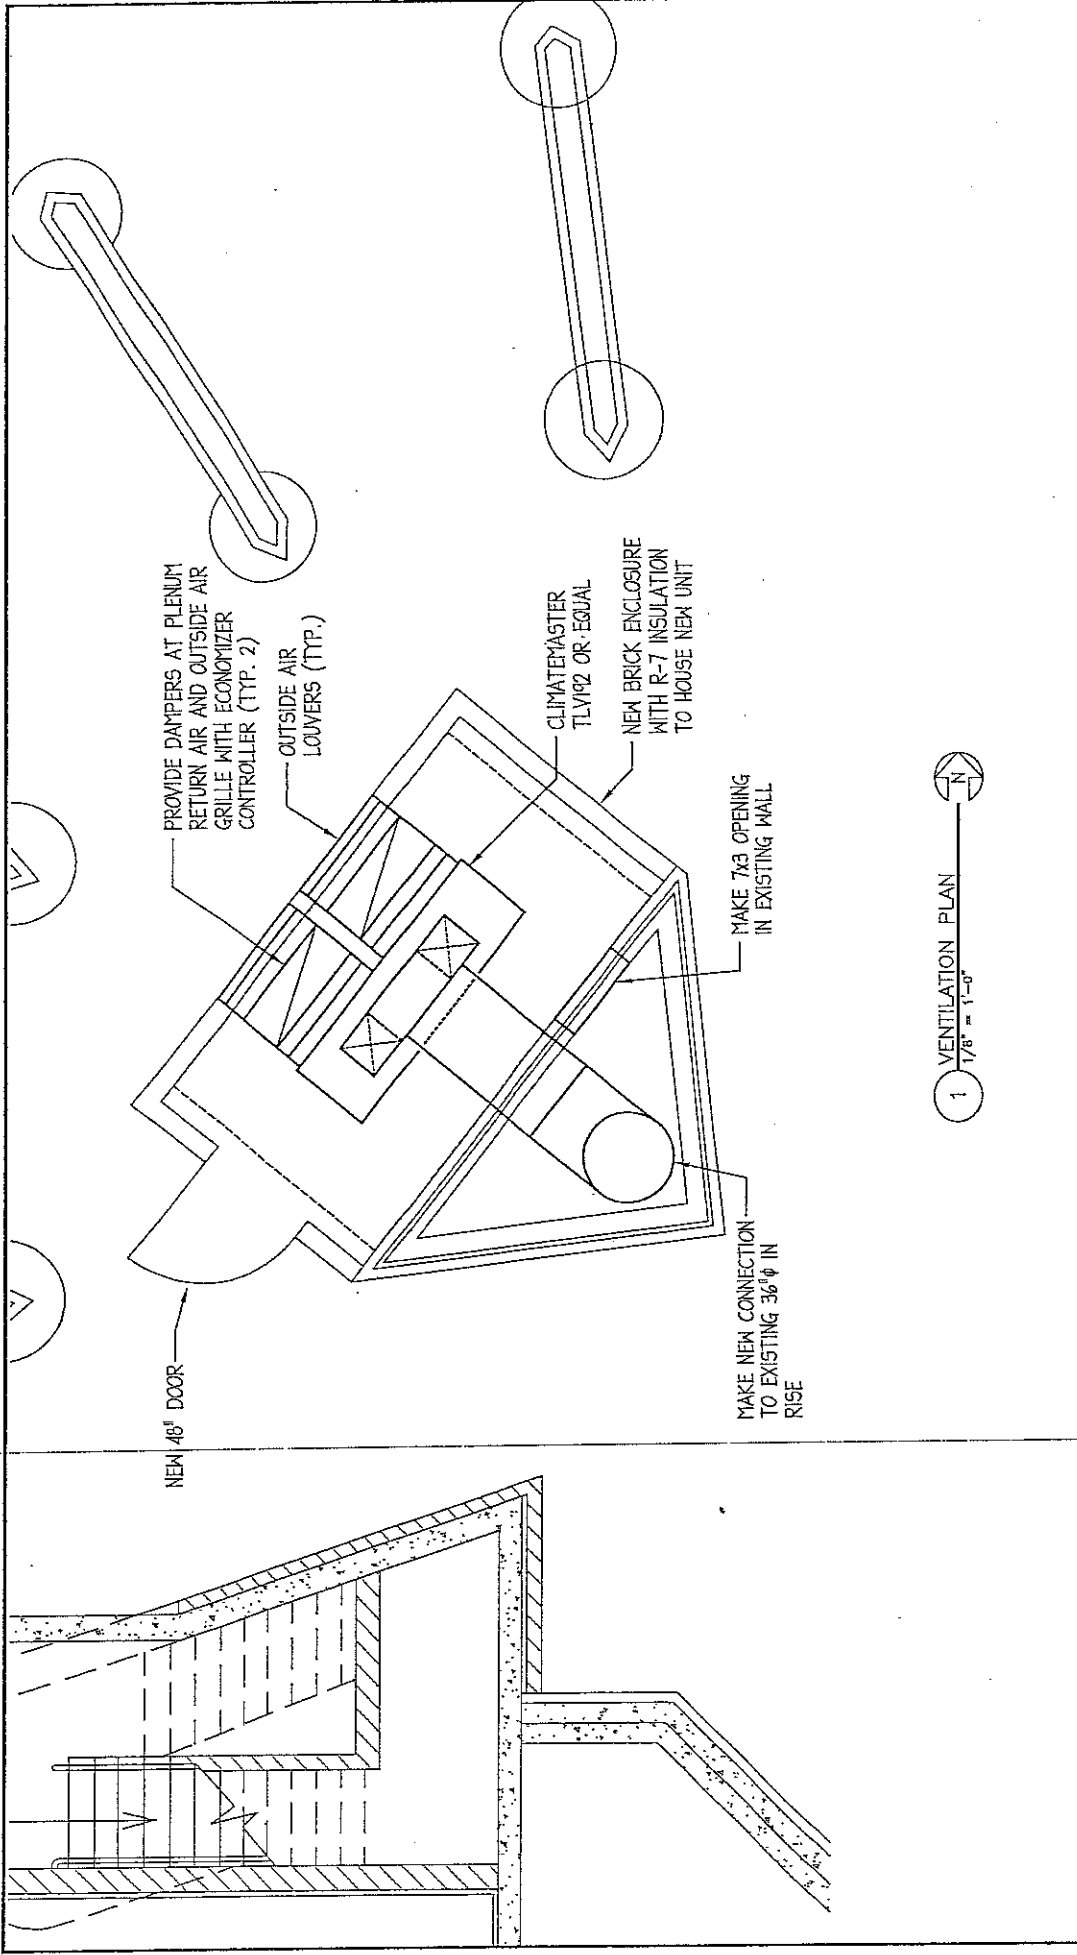 PROVIDE DAMPERS AT PLENUM
RETURN AIR AND OUTSIDE AIR
GRILLE WITH ECONOMIZER
CONTROLLER (TYP. 2)
OUTSIDE AIR
LOUVERS (TYP.)
NEW 48" DOOR
CLIMATEMASTER
TLV192 OR EQUAL
NEW BRICK ENCLOSURE
WITH R-7 INSULATION
TO HOUSE NEW UNIT
MAKE 7x3 OPENING
IN EXISTING WALL
MAKE NEW CONNECTION
TO EXISTING 36"ϕ IN
RISE
1
VENTILATION PLAN
1/8" = 1'-0"
N